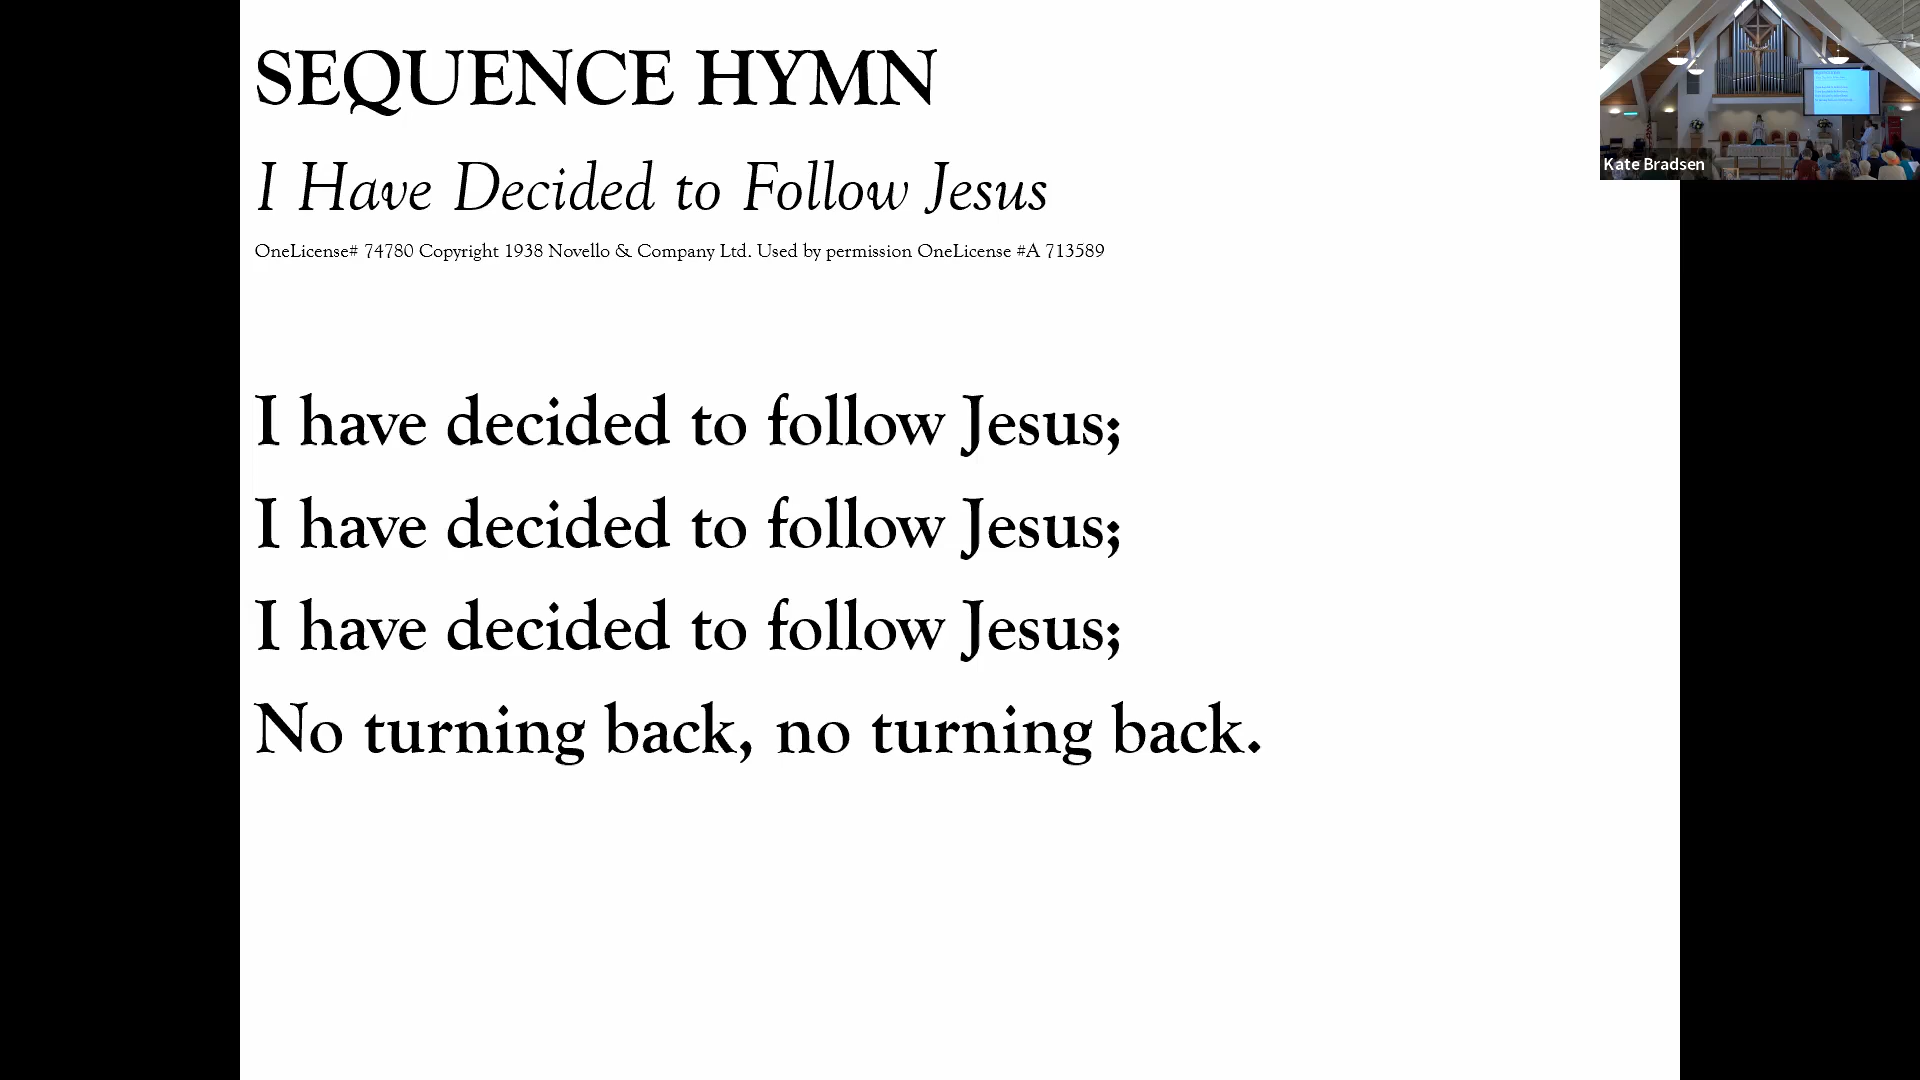 SEQUENCE HYMN
I Have Decided to Follow Jesus
OneLicense# 74780 Copyright 1938 Novello & Company Ltd. Used by permission OneLicense #A 713589
I have decided to follow Jesus;
I have decided to follow Jesus;
I have decided to follow Jesus;
No turning back, no turning back.
Kate Bradsen